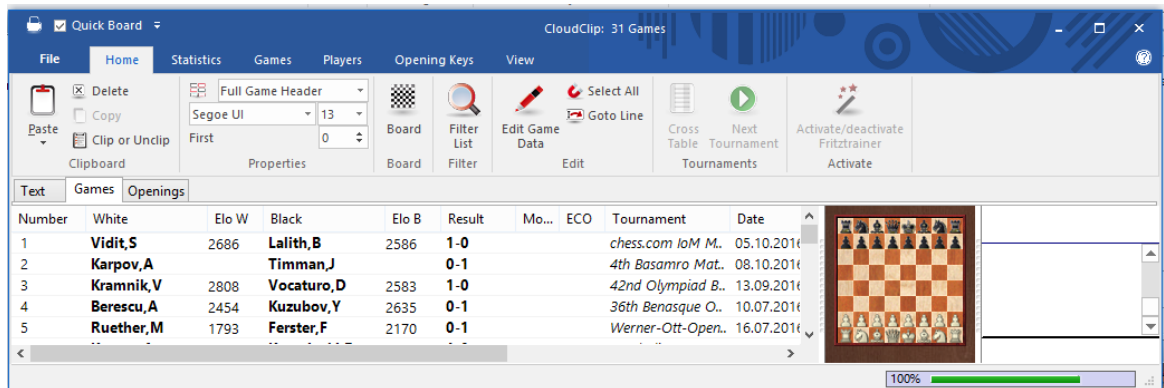 Quick Board
CloudClip: 31 Games
File Home Statistics Games Players Opening Keys View
Paste
Delete
Copy
Clip or Unclip
Clipboard
Full Game Header
Segoe UI 13
First 0
Properties
Board
Board
Filter List
Filter
Edit Game Data
Select All
Goto Line
Edit
Cross Table
Next Tournament
Tournaments
Activate/deactivate Fritztrainer
Activate
Text Games Openings
Number White Elo W Black Elo B Result Mo... ECO Tournament Date
1 Vidit,S 2686 Lalith,B 2586 1-0 chess.com IoM M.. 05.10.2016
2 Karpov,A Timman,J 0-1 4th Basamro Mat.. 08.10.2016
3 Kramnik,V 2808 Vocaturo,D 2583 1-0 42nd Olympiad B.. 13.09.2016
4 Berescu,A 2454 Kuzubov,Y 2635 0-1 36th Benasque O.. 10.07.2016
5 Ruether,M 1793 Ferster,F 2170 0-1 Werner-Ott-Open.. 16.07.2016
100%